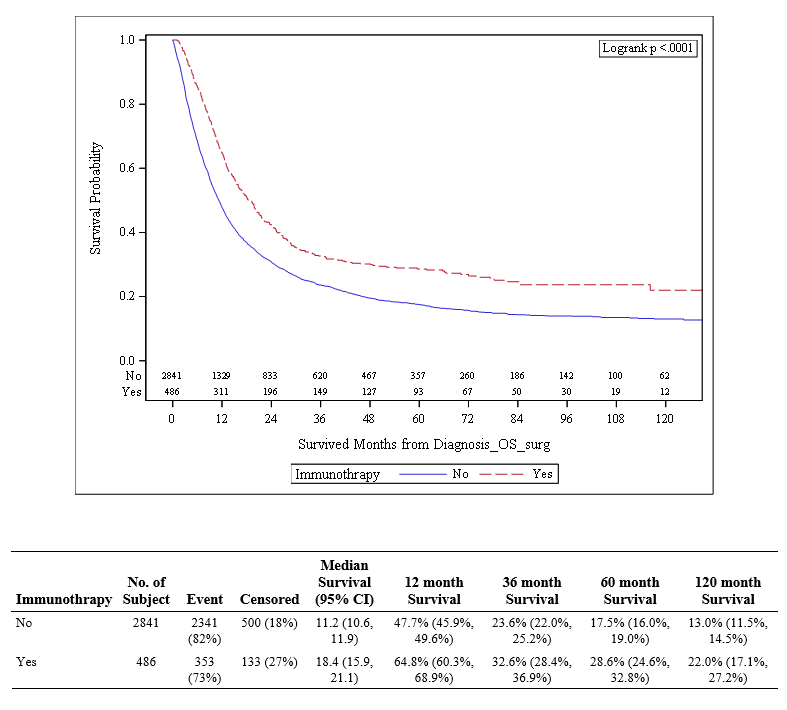 Logrank p <.0001
1.0
0.8
0.6
0.4
0.2
0.0
Survival Probability
No 2841 1329 833 620 467 357 260 186 142 100 62
Yes 486 311 196 149 127 93 67 50 30 19 12
0 12 24 36 48 60 72 84 96 108 120
Survived Months from Diagnosis_OS_surg
Immunothrapy No Yes
Median
No. of Survival 12 month 36 month 60 month 120 month
Immunothrapy Subject Event Censored (95% CI) Survival Survival Survival Survival
No 2841 2341 500 (18%) 11.2 (10.6, 47.7% (45.9%, 23.6% (22.0%, 17.5% (16.0%, 13.0% (11.5%,
(82%) 11.9) 49.6%) 25.2%) 19.0%) 14.5%)
Yes 486 353 133 (27%) 18.4 (15.9, 64.8% (60.3%, 32.6% (28.4%, 28.6% (24.6%, 22.0% (17.1%,
(73%) 21.1) 68.9%) 36.9%) 32.8%) 27.2%)